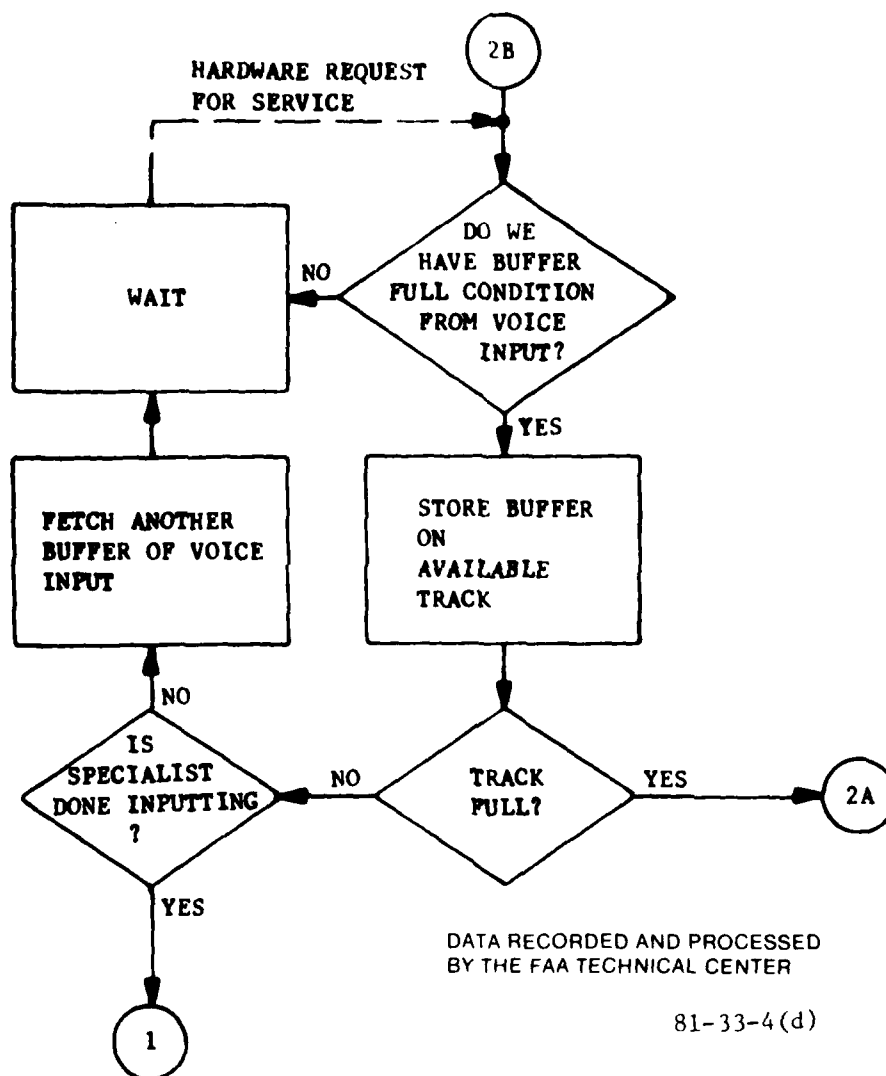 2B
HARDWARE REQUEST
FOR SERVICE
DO WE
HAVE BUFFER
FULL CONDITION
FROM VOICE
INPUT?
NO
WAIT
YES
STORE BUFFER
ON
AVAILABLE
TRACK
FETCH ANOTHER
BUFFER OF VOICE
INPUT
NO
IS
SPECIALIST
DONE INPUTTING
?
NO
TRACK
FULL?
YES
2A
YES
1
DATA RECORDED AND PROCESSED
BY THE FAA TECHNICAL CENTER
81-33-4(d)